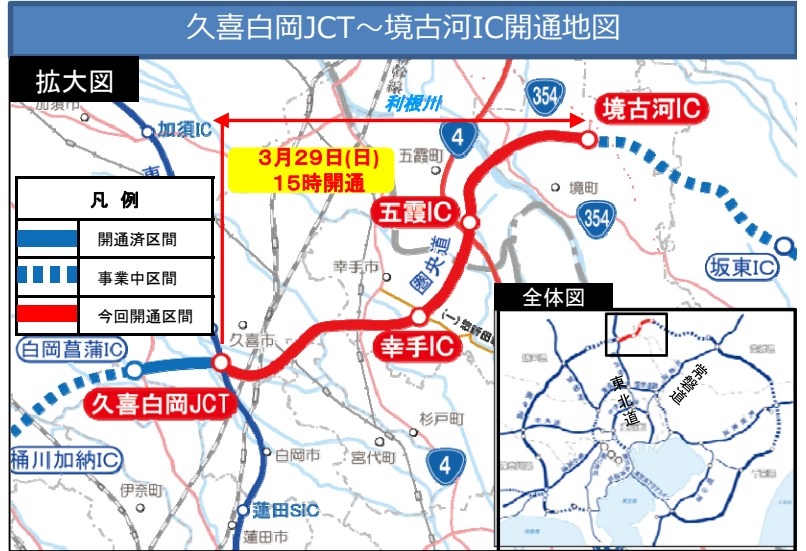 久喜白岡JCT～境古河IC開通地図
拡大図
加須市
加須IC
東
利根川
354
境古河IC
4
3月29日(日)
15時開通
五霞町
境町
凡 例
開通済区間
事業中区間
今回開通区間
五霞IC
354
坂東IC
圏央道
幸手市
全体図
久喜市
幸手IC
白岡菖蒲IC
久喜白岡JCT
東北道
常磐道
杉戸町
白岡市
宮代町
4
桶川加納IC
伊奈町
蓮田SIC
蓮田市